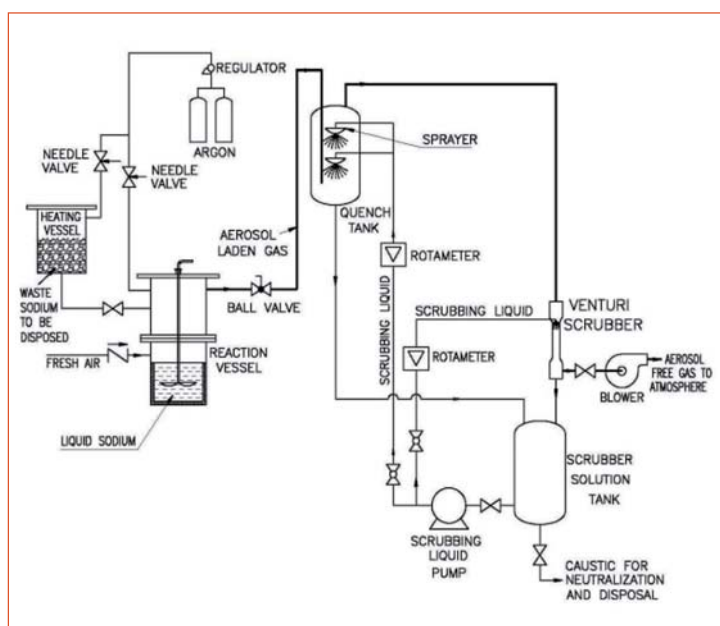 REGULATOR
ARGON
NEEDLE
VALVE
NEEDLE
VALVE
HEATING
VESSEL
WASTE
SODIUM
TO BE
DISPOSED
FRESH AIR
REACTION
VESSEL
LIQUID SODIUM
AEROSOL
LADEN GAS
BALL VALVE
SPRAYER
QUENCH
TANK
ROTAMETER
SCRUBBING LIQUID
SCRUBBING LIQUID
ROTAMETER
VENTURI
SCRUBBER
AEROSOL
FREE GAS TO
ATMOSPHERE
BLOWER
SCRUBBER
SOLUTION
TANK
SCRUBBING
LIQUID
PUMP
CAUSTIC FOR
NEUTRALIZATION
AND DISPOSAL